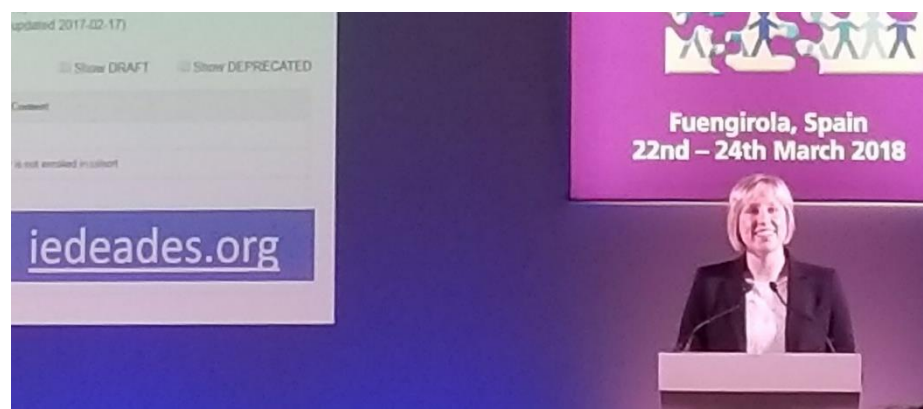 updated 2017-02-17)
Show DRAFT Show DEPRECATED
Comment
is not enrolled in cohort
iedeades.org
Fuengirola, Spain
22nd – 24th March 2018